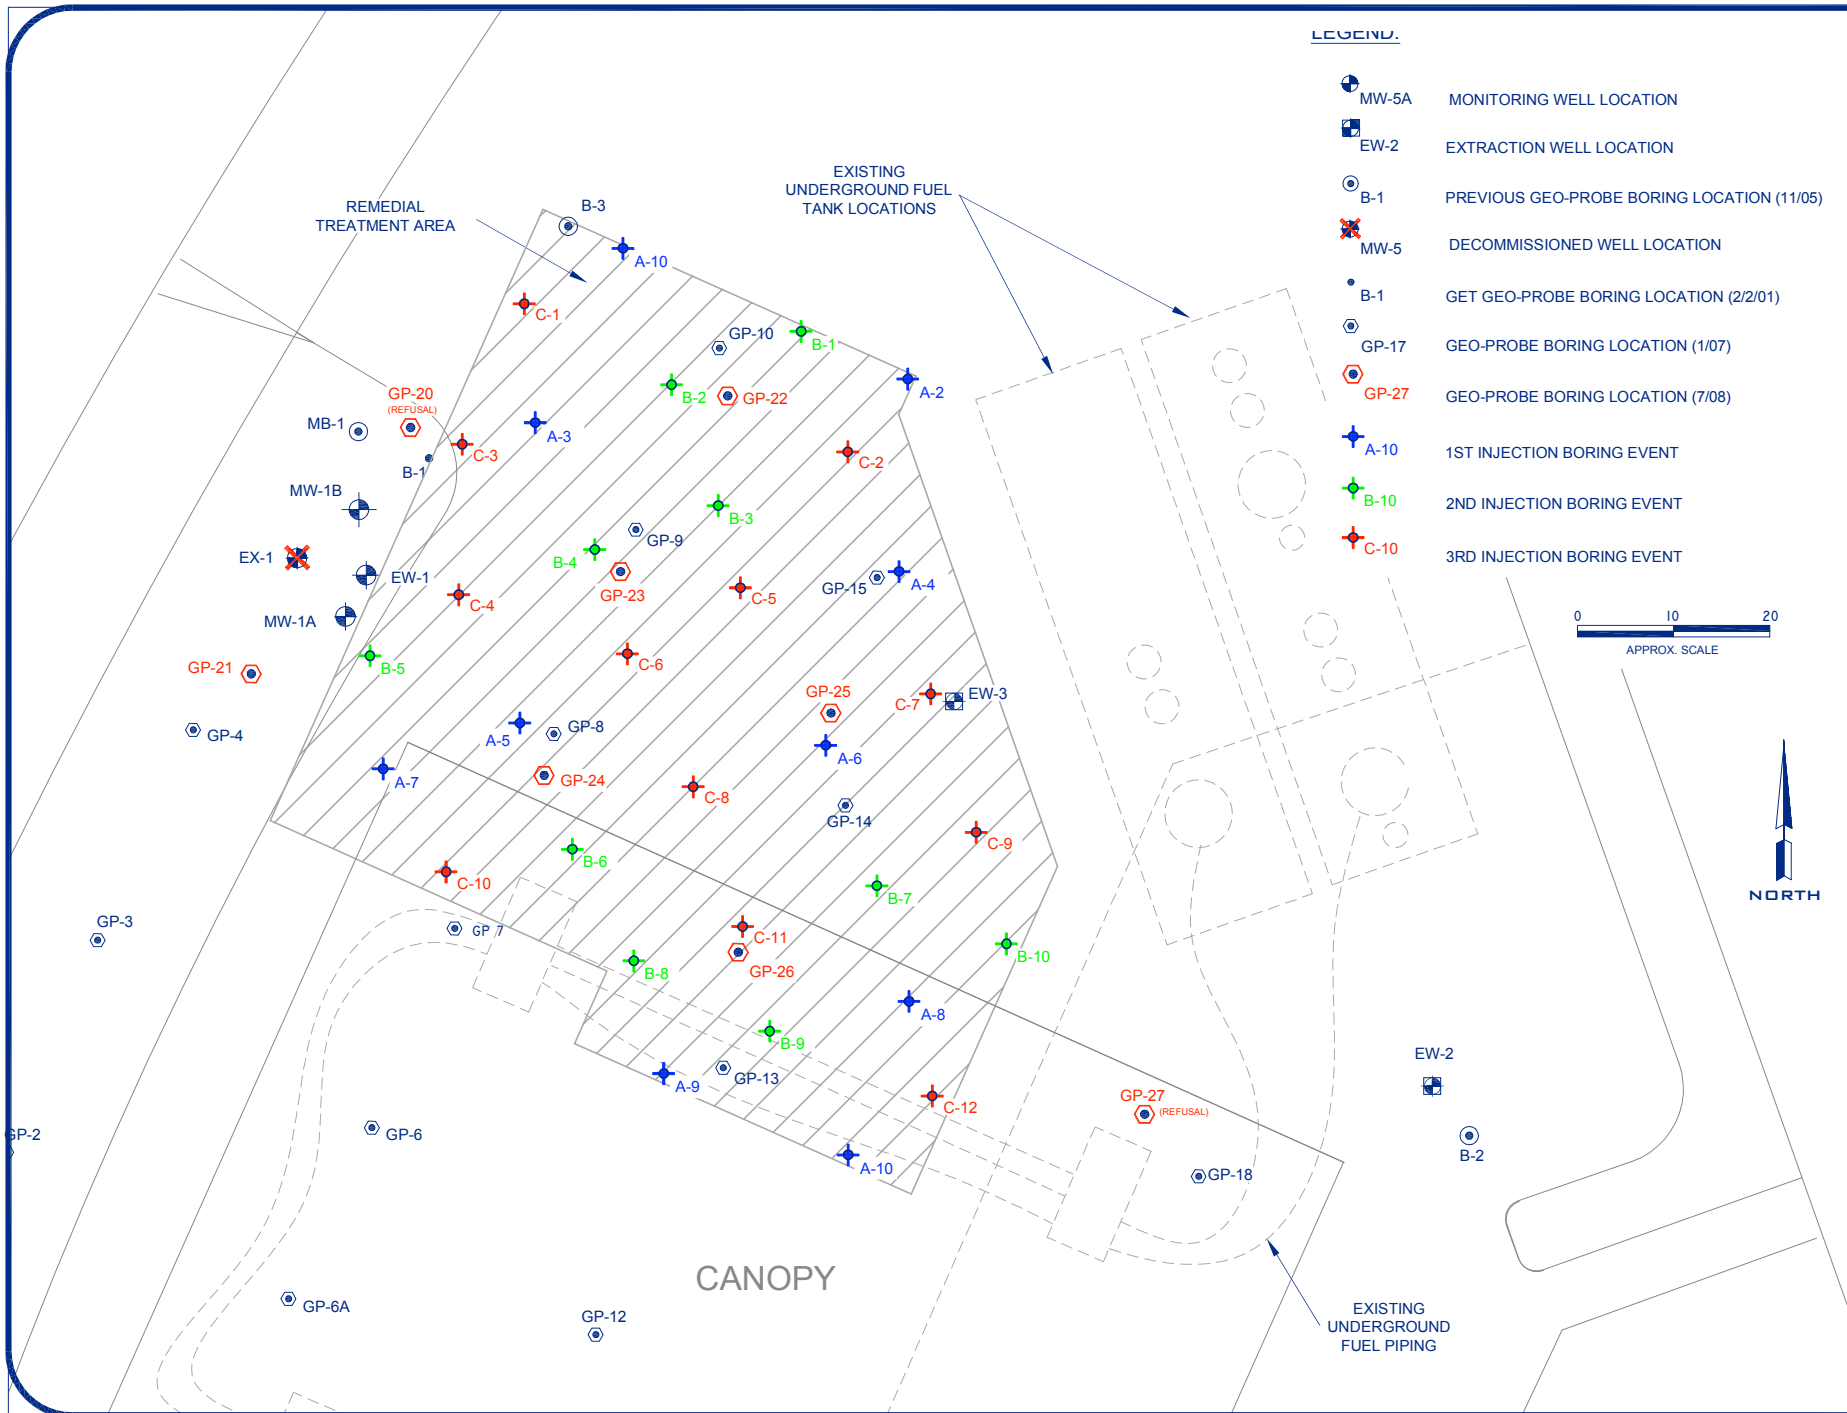 LEGEND:
MW-5A MONITORING WELL LOCATION
EW-2 EXTRACTION WELL LOCATION
B-1 PREVIOUS GEO-PROBE BORING LOCATION (11/05)
MW-5 DECOMMISSIONED WELL LOCATION
B-1 GET GEO-PROBE BORING LOCATION (2/2/01)
GP-17 GEO-PROBE BORING LOCATION (1/07)
GP-27 GEO-PROBE BORING LOCATION (7/08)
A-10 1ST INJECTION BORING EVENT
B-10 2ND INJECTION BORING EVENT
C-10 3RD INJECTION BORING EVENT
0 10 20
APPROX. SCALE
NORTH
EXISTING
UNDERGROUND FUEL
TANK LOCATIONS
REMEDIAL
TREATMENT AREA
B-3
A-10
C-1
GP-10
B-1
B-2
GP-22
A-2
GP-20
(REFUSAL)
MB-1
A-3
C-3
B-1
C-2
MW-1B
B-3
GP-9
B-4
EX-1
EW-1
GP-23
GP-15
A-4
C-4
C-5
MW-1A
B-5
C-6
GP-21
GP-25
C-7
EW-3
GP-4
A-5
GP-8
A-6
A-7
GP-24
C-8
GP-14
C-9
B-6
C-10
B-7
GP-3
GP 7
C-11
B-10
B-8
GP-26
A-8
B-9
EW-2
A-9
GP-13
C-12
GP-27
(REFUSAL)
GP-2
GP-6
B-2
A-10
GP-18
CANOPY
GP-6A
GP-12
EXISTING
UNDERGROUND
FUEL PIPING